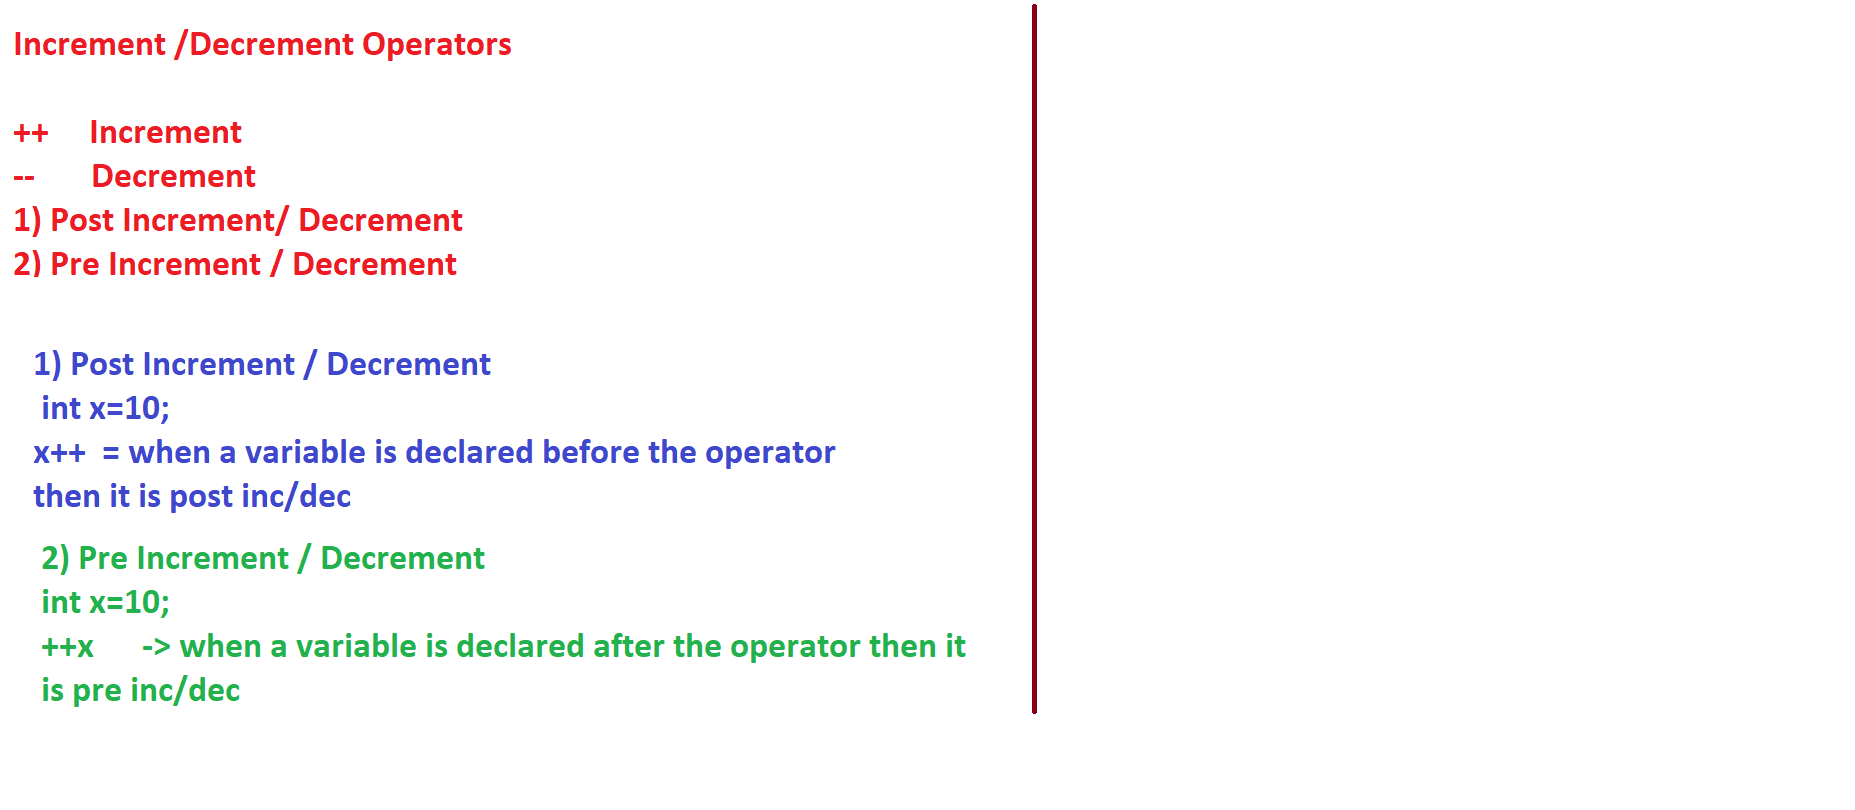 Increment /Decrement Operators
++ Increment
-- Decrement
1) Post Increment/ Decrement
2) Pre Increment / Decrement
1) Post Increment / Decrement
int x=10;
x++ = when a variable is declared before the operator
then it is post inc/dec
2) Pre Increment / Decrement
int x=10;
++x -> when a variable is declared after the operator then it
is pre inc/dec